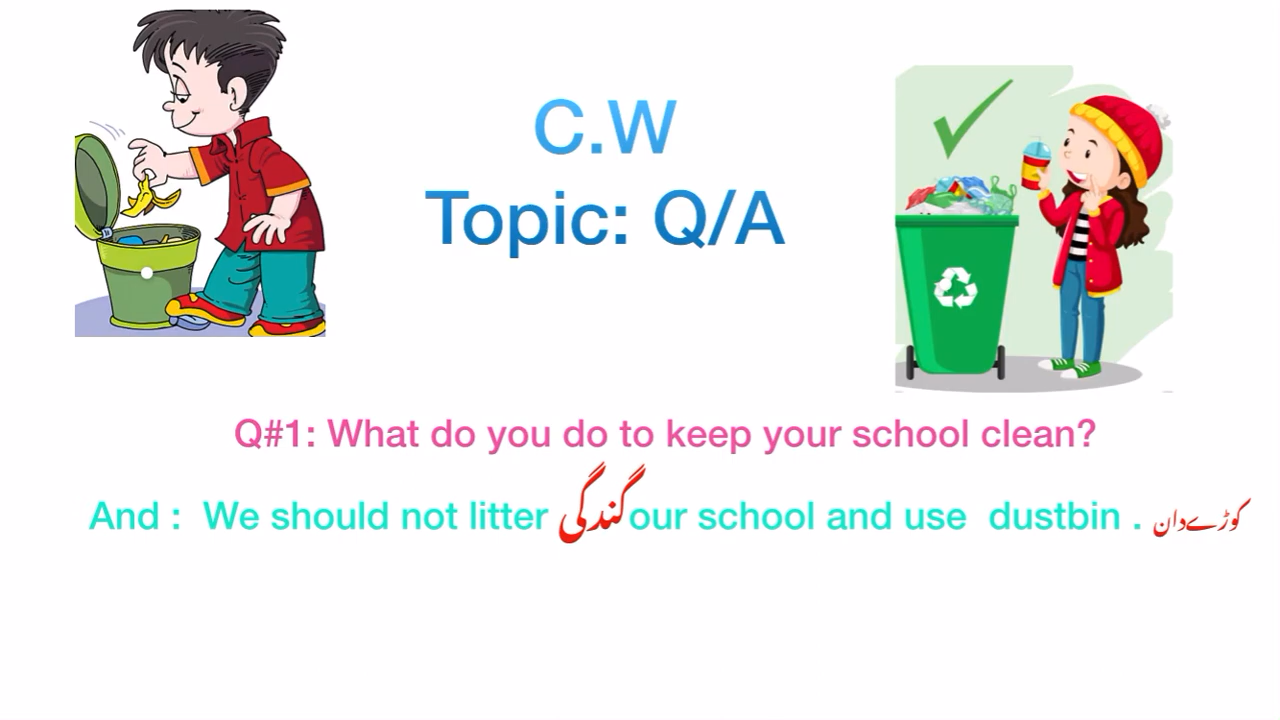 C.W
Topic: Q/A
Q#1: What do you do to keep your school clean?
And : We should not litter گندگی our school and use dustbin . کوڑے دان